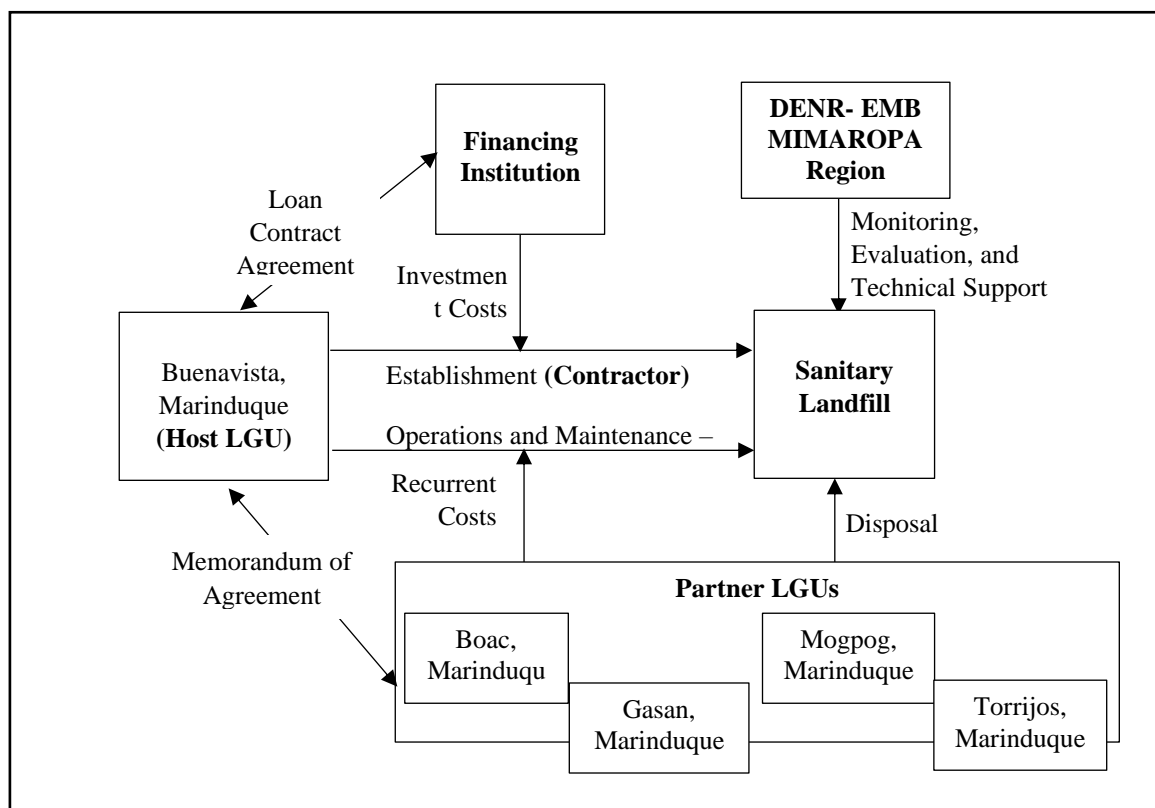 Financing
Institution
DENR- EMB
MIMAROPA
Region
Loan
Contract
Agreement
Investmen
t Costs
Monitoring,
Evaluation, and
Technical Support
Buenavista,
Marinduque
(Host LGU)
Establishment (Contractor)
Sanitary
Landfill
Operations and Maintenance –
Recurrent
Costs
Disposal
Memorandum of
Agreement
Partner LGUs
Boac,
Marinduqu
Mogpog,
Marinduque
Gasan,
Marinduque
Torrijos,
Marinduque